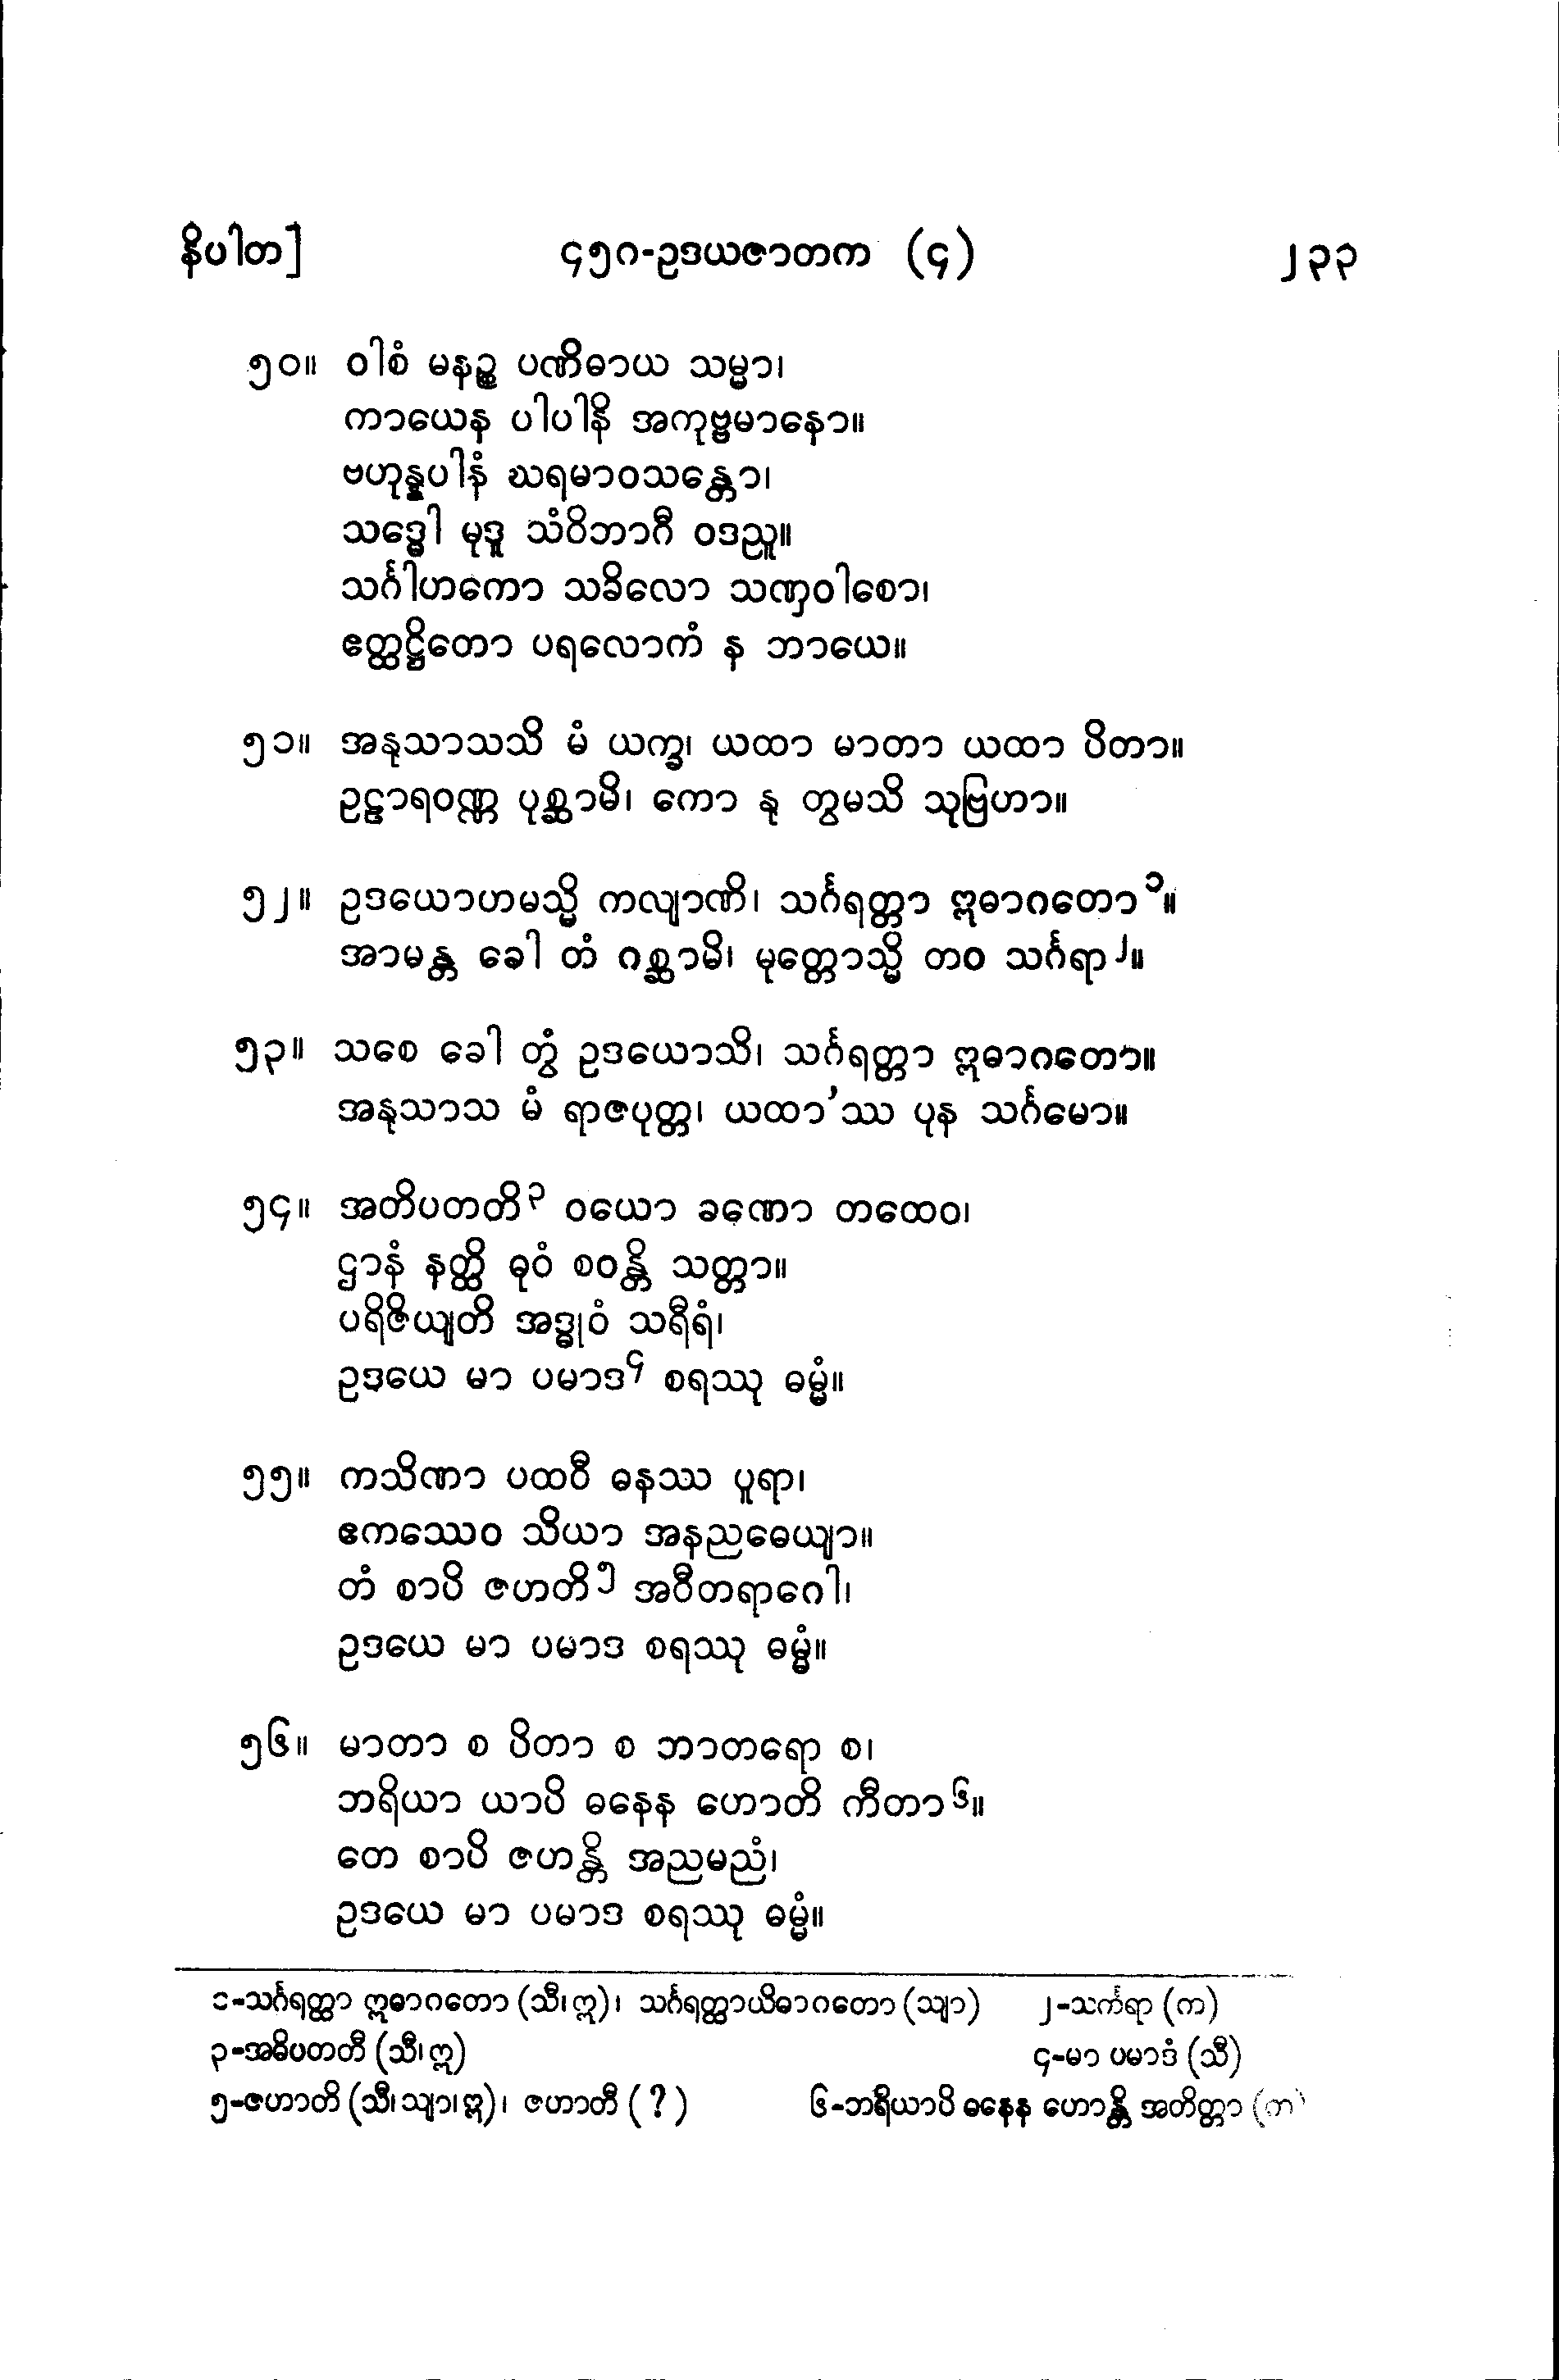 နိပါတ]	၄၅၈-ဥဒယဇာတက (၄)	၂၃၃
၅၀။ ဝါစံ မနဉ္စ ပဏိဓာယ သမ္မာ၊
ကာယေန ပါပါနိ အကုဗ္ဗမာနော။
ဗဟုန္နပါနံ ဃရမာဝသန္တော၊
သဒ္ဓေါ မုဒူ သံဝိဘာဂီ ဝဒညူ။
သင်္ဂါဟကော သခိလော သဏှဝါစော၊
ဧတ္ထဋ္ဌိတော ပရလောကံ န ဘာယေ။
၅၁။ အနုသာသသိ မံ ယက္ခ၊ ယထာ မာတာ ယထာ ပိတာ။
ဥဠာရဝဏ္ဏ ပုစ္ဆာမိ၊ ကော နု တွမသိ သုဗြဟာ။
၅၂။ ဥဒယောဟမသ္မိ ကလျာဏိ၊ သင်္ဂရတ္တာ ဣဓာဂတော၁။
အာမန္တ ခေါ တံ ဂစ္ဆာမိ၊ မုတ္တောသ္မိ တဝ သင်္ဂရာ၂။
၅၃။ သစေ ခေါ တွံ ဥဒယောသိ၊ သင်္ဂရတ္တာ ဣဓာဂတော။
အနုသာသ မံ ရာဇပုတ္တ၊ ယထာ’ဿ ပုန သင်္ဂမော။
၅၄။ အတိပတတိ၃ ဝယော ခဏော တထေဝ၊
ဌာနံ နတ္ထိ ဓုဝံ စဝန္တိ သတ္တာ။
ပရိဇိယျတိ အဒ္ဓုဝံ သရီရံ၊
ဥဒယေ မာ ပမာဒ၄ စရဿု ဓမ္မံ။
၅၅။ ကသိဏာ ပထဝီ ဓနဿ ပူရာ၊
ဧကဿေဝ သိယာ အနညဓေယျာ။
တံ စာပိ ဇဟတိ၅ အဝီတရာဂေါ၊
ဥဒယေ မာ ပမာဒ စရဿု ဓမ္မံ။
၅၆။ မာတာ စ ပိတာ စ ဘာတရော စ၊
ဘရိယာ ယာပိ ဓနေန ဟောတိ ကီတာ၆။
တေ စာပိ ဇဟန္တိ အညမညံ၊
ဥဒယေ မာ ပမာဒ စရဿု ဓမ္မံ။
၁-သင်္ဂရတ္ထာ ဣဓာဂတော (သီ၊ဣ)၊ သင်္ဂရတ္ထာယိဓာဂတော (သျာ)	၂-သင်္ကရာ (က)
၃-အဓိပတတီ (သီ၊ဣ)	၄-မာ ပမာဒံ (သီ)
၅-ဇဟာတိ (သီ၊သျာ၊ဣ)၊ ဇဟာတီ (?)	၆-ဘရိယာပိ ဓနေန ဟောန္တိ အတိတ္တာ (က)